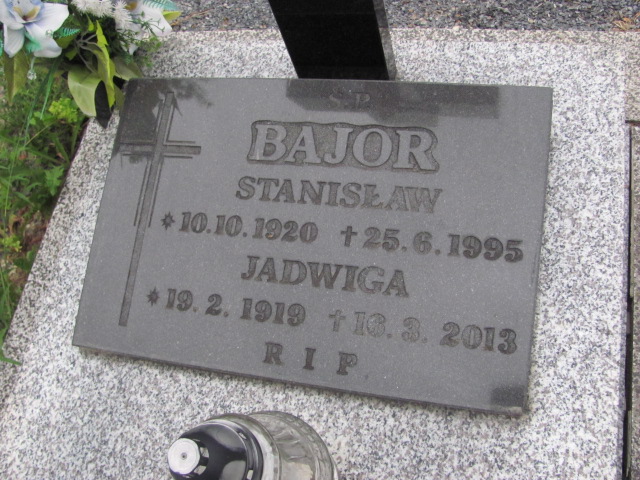 Ś.P.
BAJOR
STANISŁAW
* 10.10.1920 † 25.6.1995
JADWIGA
* 19.2.1919 † 16.3.2013
R I P